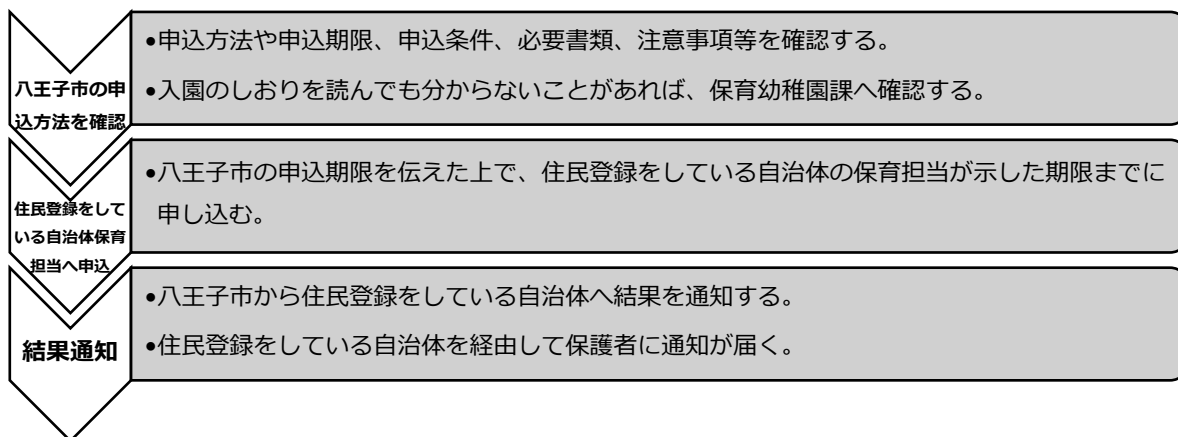 八王子市の申
込方法を確認
•申込方法や申込期限、申込条件、必要書類、注意事項等を確認する。
•入園のしおりを読んでも分からないことがあれば、保育幼稚園課へ確認する。
住民登録をして
いる自治体保育
担当へ申込
•八王子市の申込期限を伝えた上で、住民登録をしている自治体の保育担当が示した期限までに
申し込む。
結果通知
•八王子市から住民登録をしている自治体へ結果を通知する。
•住民登録をしている自治体を経由して保護者に通知が届く。